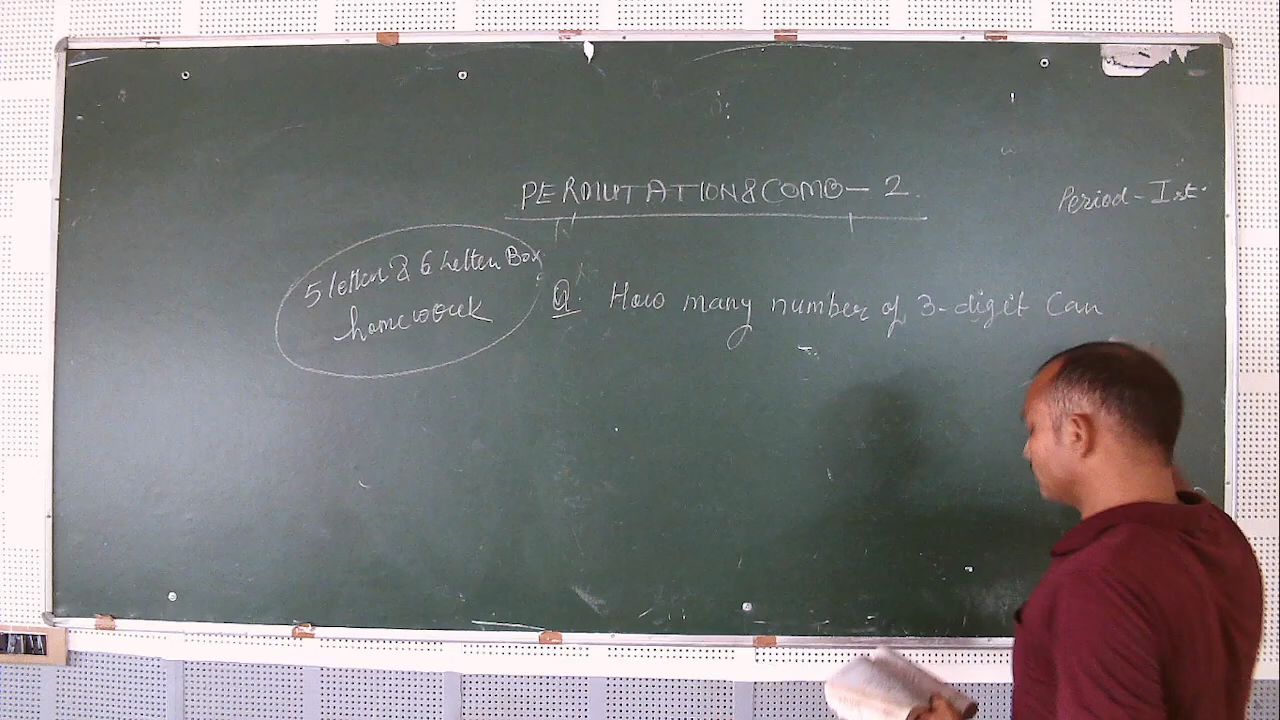 PERMUTATION & COMB - 2.
Period - Ist.
5 letter & 6 letter Box
homework
Q. How many number of 3-digit Can